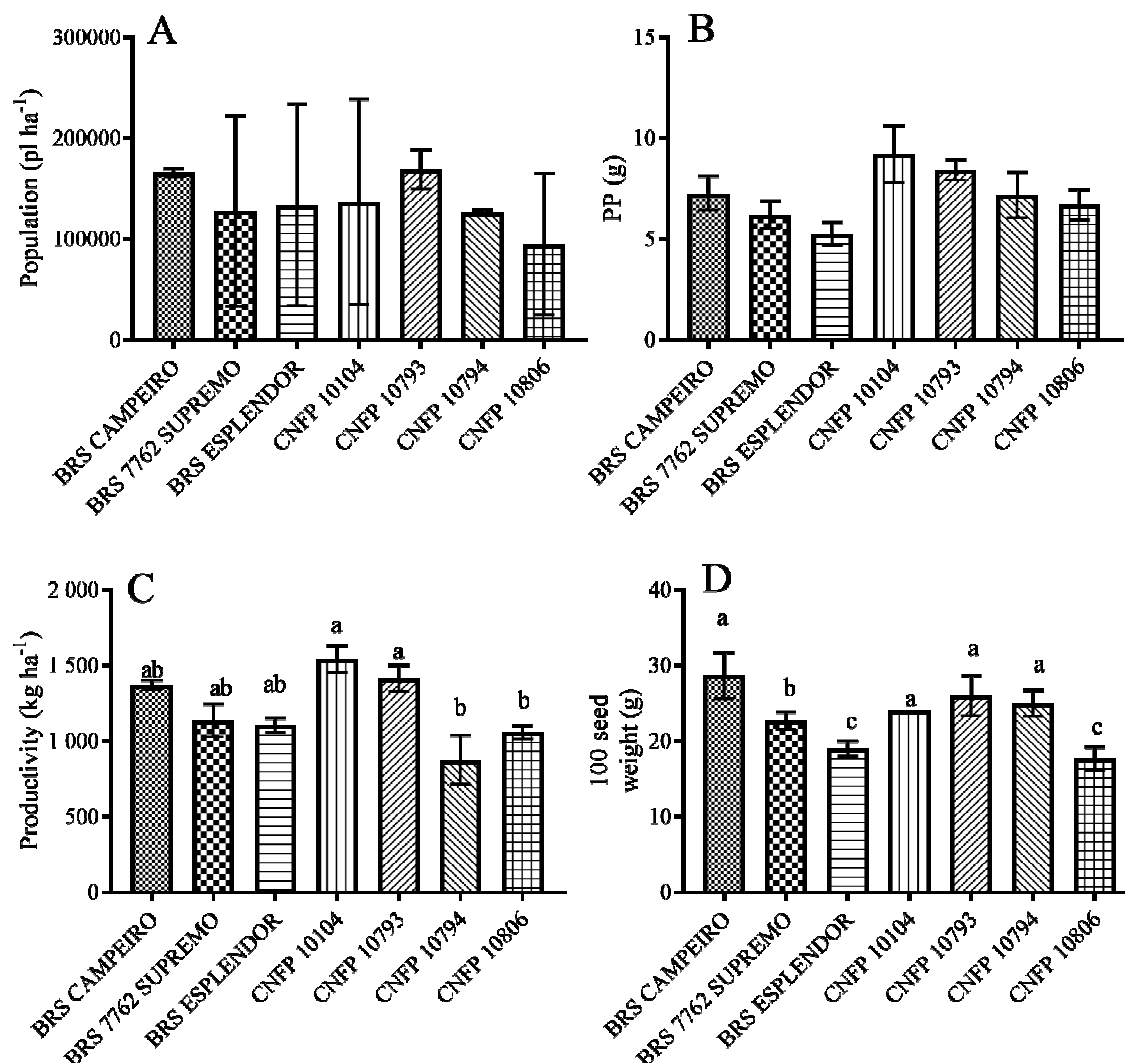 A
Population (pl ha⁻¹)
300000
200000
100000
0
BRS CAMPEIRO
BRS 7762 SUPREMO
BRS ESPLENDOR
CNFP 10104
CNFP 10793
CNFP 10794
CNFP 10806
B
PP (g)
15
10
5
0
BRS CAMPEIRO
BRS 7762 SUPREMO
BRS ESPLENDOR
CNFP 10104
CNFP 10793
CNFP 10794
CNFP 10806
C
Productivity (kg ha⁻¹)
2 000
1 500
1 000
500
0
ab
ab
ab
a
a
b
b
BRS CAMPEIRO
BRS 7762 SUPREMO
BRS ESPLENDOR
CNFP 10104
CNFP 10793
CNFP 10794
CNFP 10806
D
100 seed
weight (g)
40
30
20
10
0
a
b
c
a
a
a
c
BRS CAMPEIRO
BRS 7762 SUPREMO
BRS ESPLENDOR
CNFP 10104
CNFP 10793
CNFP 10794
CNFP 10806